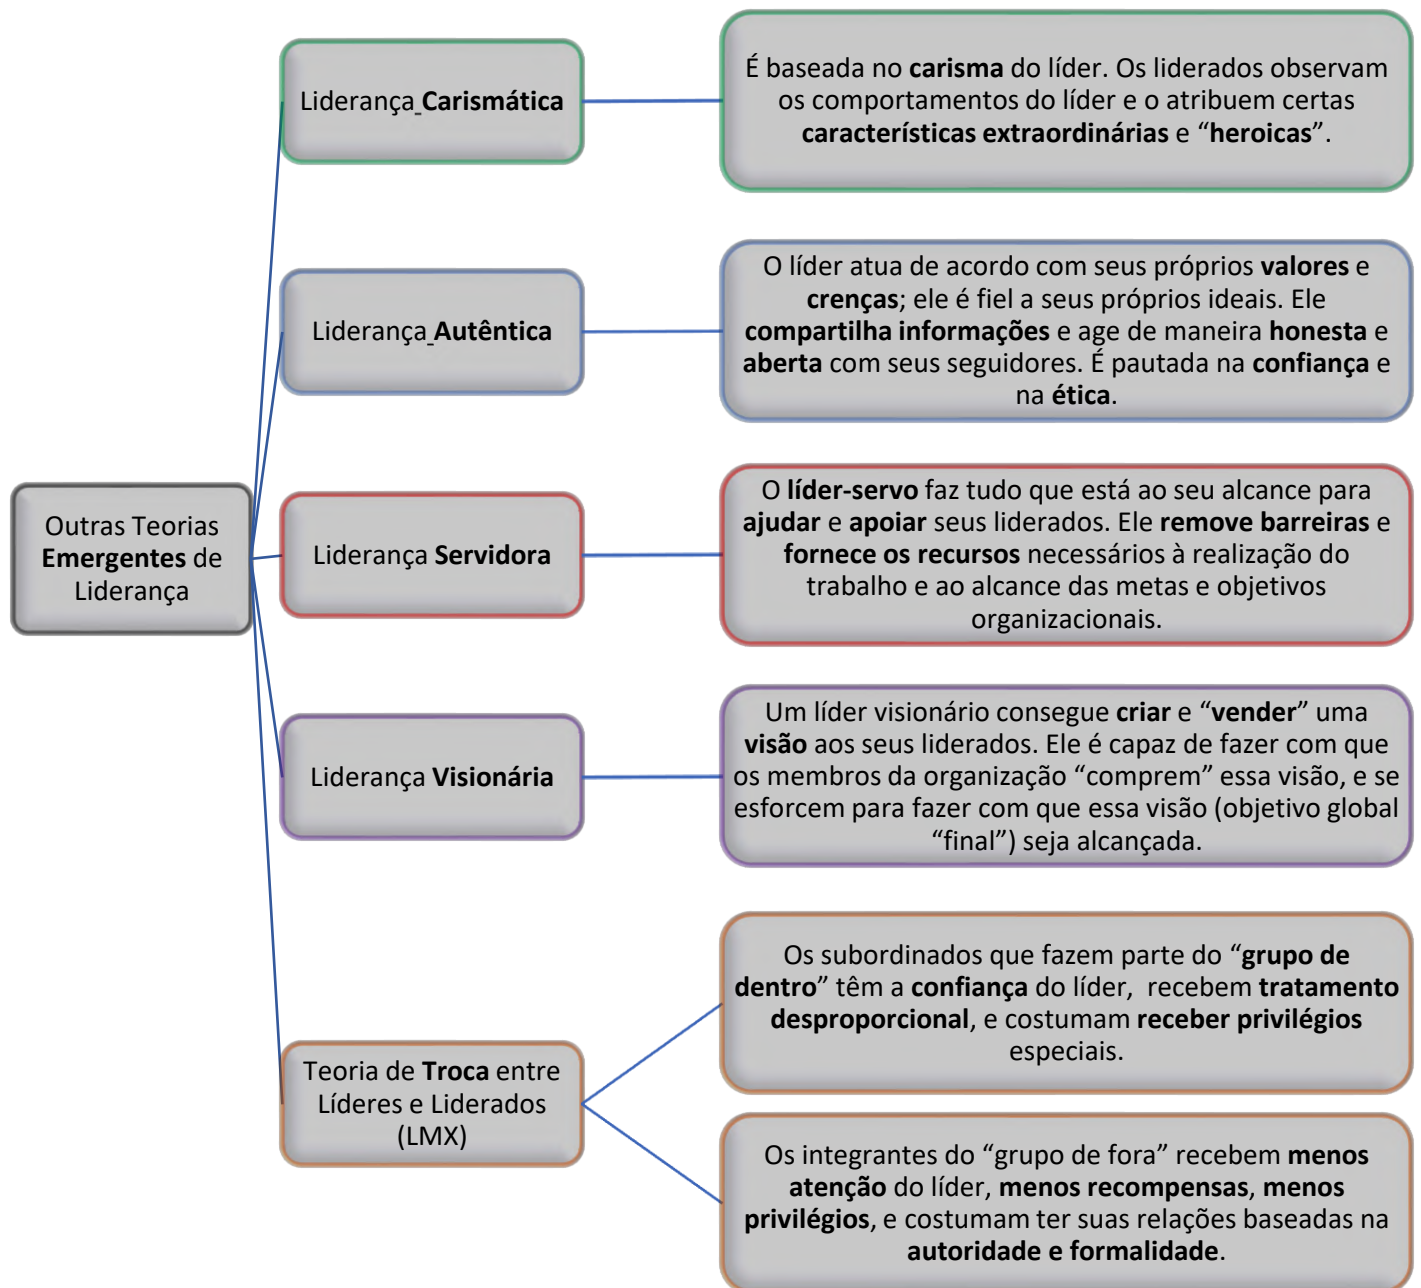 Outras Teorias
Emergentes de
Liderança
Liderança Carismática
É baseada no carisma do líder. Os liderados observam
os comportamentos do líder e o atribuem certas
características extraordinárias e “heroicas”.
Liderança Autêntica
O líder atua de acordo com seus próprios valores e
crenças; ele é fiel a seus próprios ideais. Ele
compartilha informações e age de maneira honesta e
aberta com seus seguidores. É pautada na confiança e
na ética.
Liderança Servidora
O líder-servo faz tudo que está ao seu alcance para
ajudar e apoiar seus liderados. Ele remove barreiras e
fornece os recursos necessários à realização do
trabalho e ao alcance das metas e objetivos
organizacionais.
Liderança Visionária
Um líder visionário consegue criar e “vender” uma
visão aos seus liderados. Ele é capaz de fazer com que
os membros da organização “comprem” essa visão, e se
esforcem para fazer com que essa visão (objetivo global
“final”) seja alcançada.
Teoria de Troca entre
Líderes e Liderados
(LMX)
Os subordinados que fazem parte do “grupo de
dentro” têm a confiança do líder, recebem tratamento
desproporcional, e costumam receber privilégios
especiais.
Os integrantes do “grupo de fora” recebem menos
atenção do líder, menos recompensas, menos
privilégios, e costumam ter suas relações baseadas na
autoridade e formalidade.